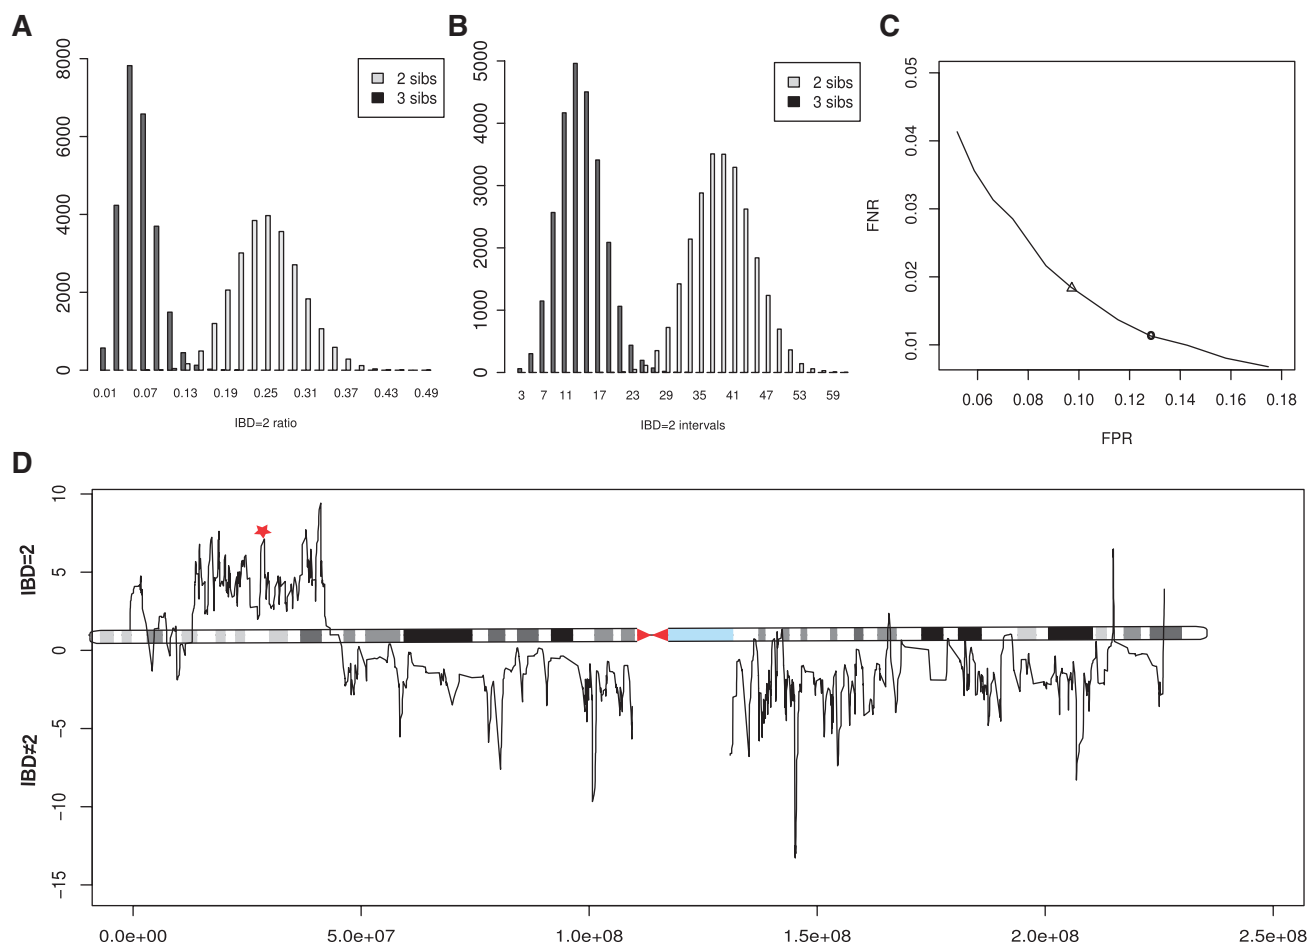 A
8000
6000
4000
2000
0
2 sibs
3 sibs
0.01 0.07 0.13 0.19 0.25 0.31 0.37 0.43 0.49
IBD=2 ratio
B
5000
4000
3000
2000
1000
0
2 sibs
3 sibs
3 7 11 17 23 29 35 41 47 53 59
IBD=2 intervals
C
0.05
0.04
0.03
0.02
0.01
FNR
0.06 0.08 0.10 0.12 0.14 0.16 0.18
FPR
D
10
5
0
−5
−10
−15
IBD=2
IBD≠2
0.0e+00 5.0e+07 1.0e+08 1.5e+08 2.0e+08 2.5e+08